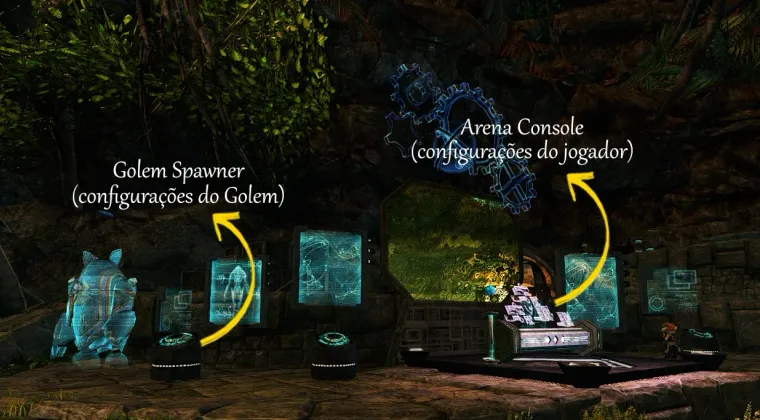 Golem Spawner
(configurações do Golem)
Arena Console
(configurações do jogador)